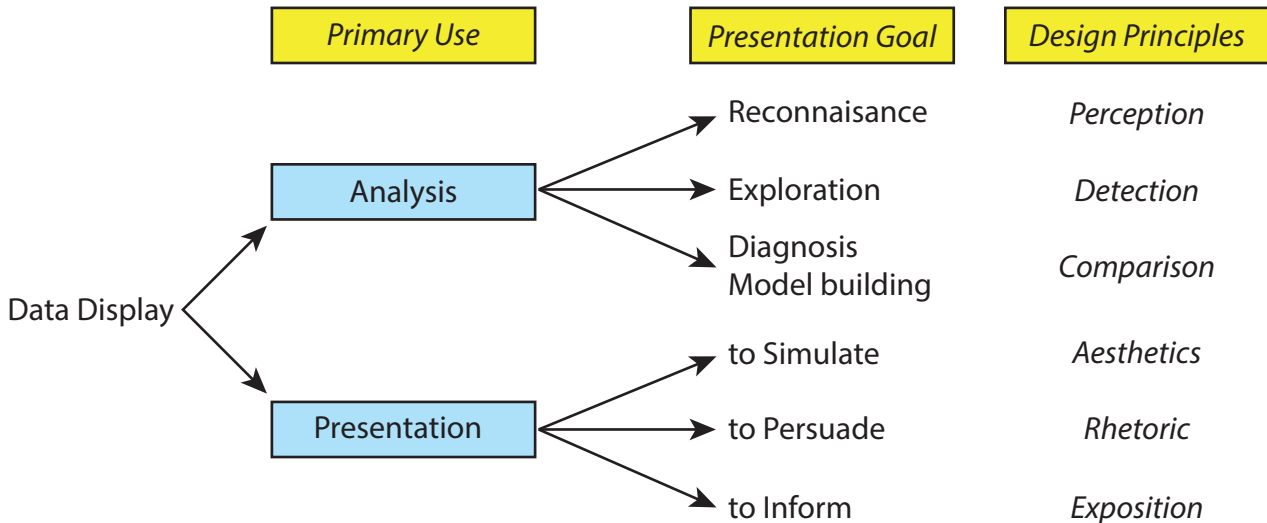 Primary Use
Presentation Goal
Design Principles
Reconnaisance
Perception
Analysis
Exploration
Detection
Diagnosis
Model building
Comparison
Data Display
to Simulate
Aesthetics
Presentation
to Persuade
Rhetoric
to Inform
Exposition